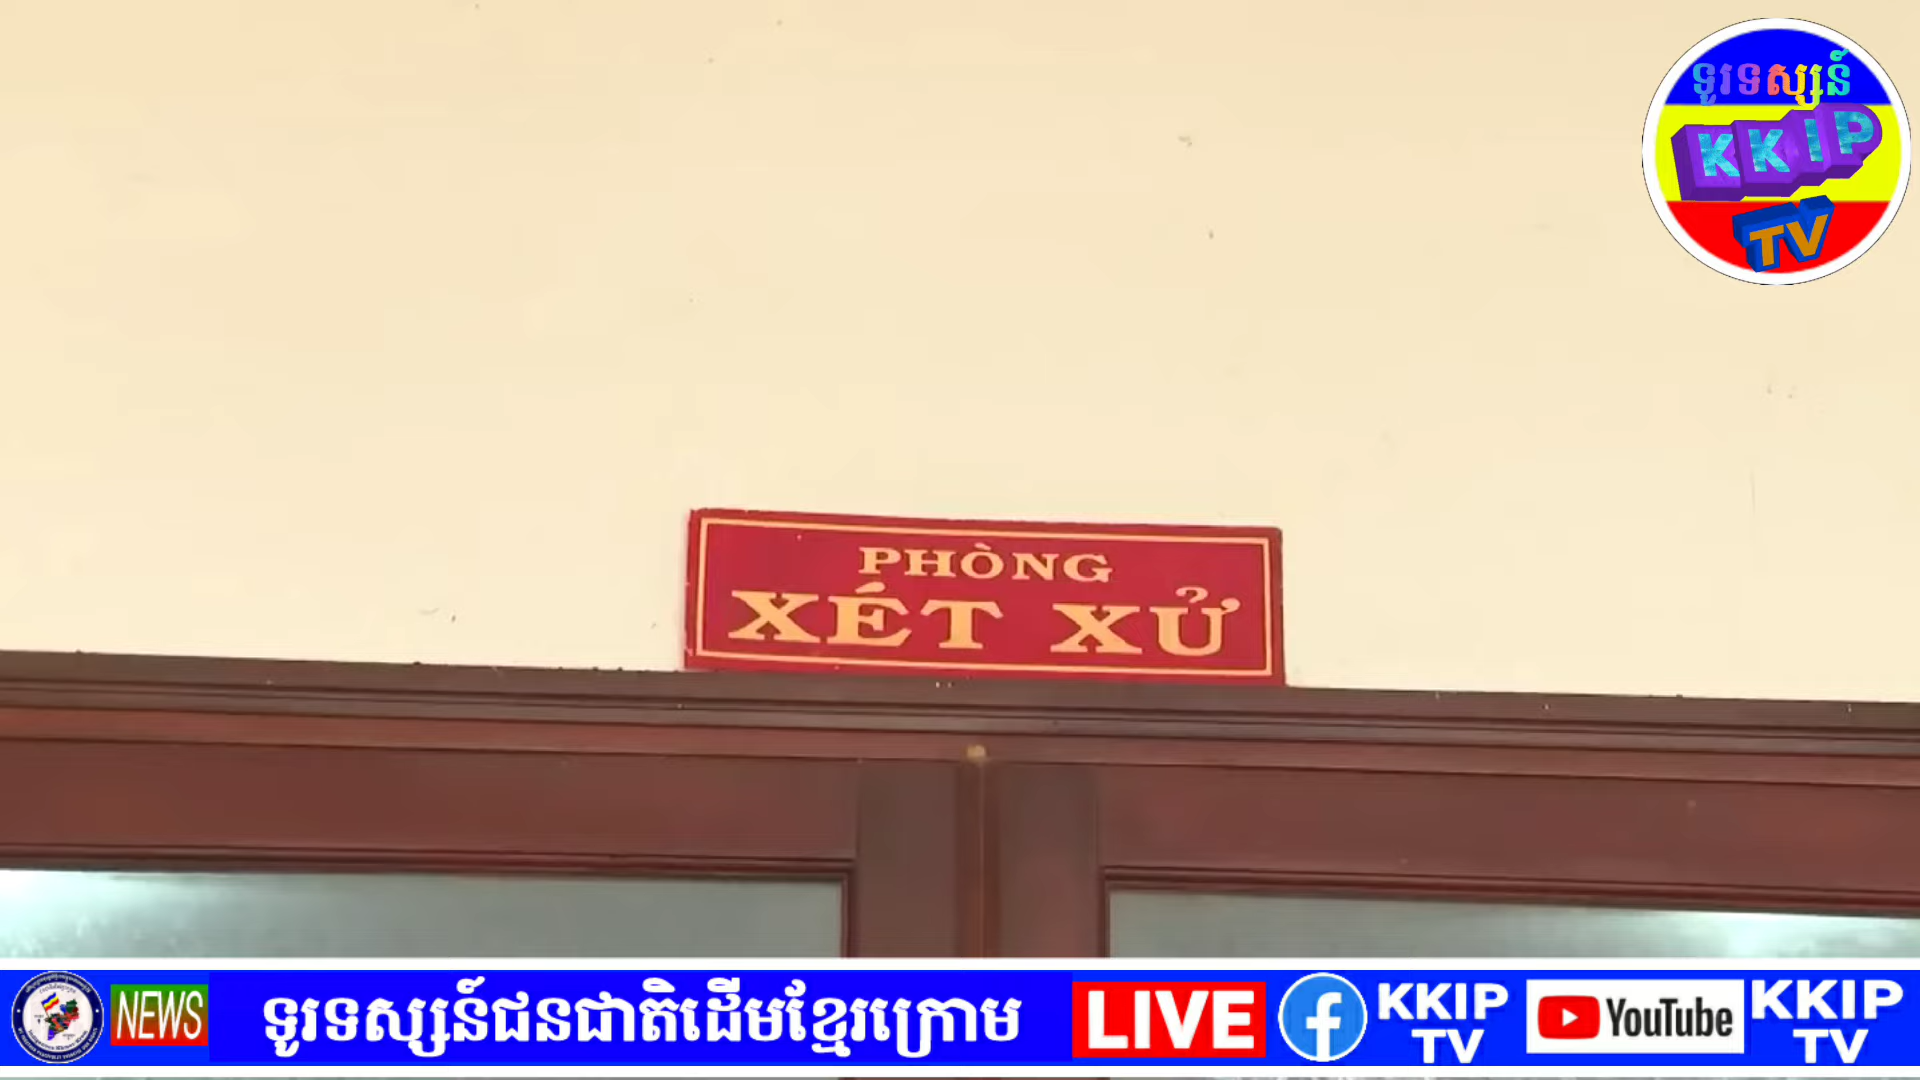 ទូរទស្សន៍
KKIP
TV
PHÒNG
XÉT XỬ
NEWS
ទូរទស្សន៍ជនជាតិដើមខ្មែរក្រោម
LIVE
KKIP
TV
YouTube
KKIP
TV